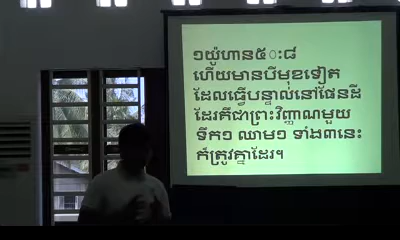 ១យ៉ូហាន៥ៈ៨
ហើយមានបីមុខទៀត
ដែលធ្វើបន្ទាល់នៅផែនដី
ដែរគឺជាព្រះវិញ្ញាណមួយ
ទឹក១ ឈាម១ ទាំង៣នេះ
ក៏ត្រូវគ្នាដែរ។